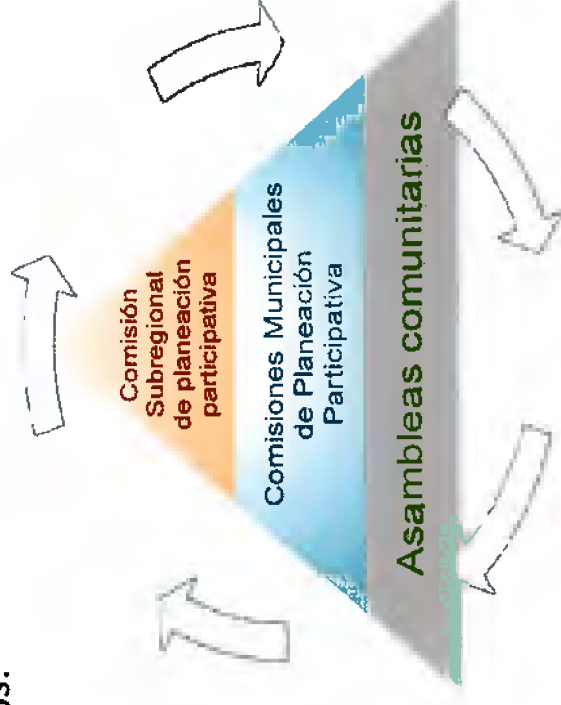 Comisión
Subregional
de planeación
participativa
Comisiones Municipales
de Planeación
Participativa
Asambleas comunitarias